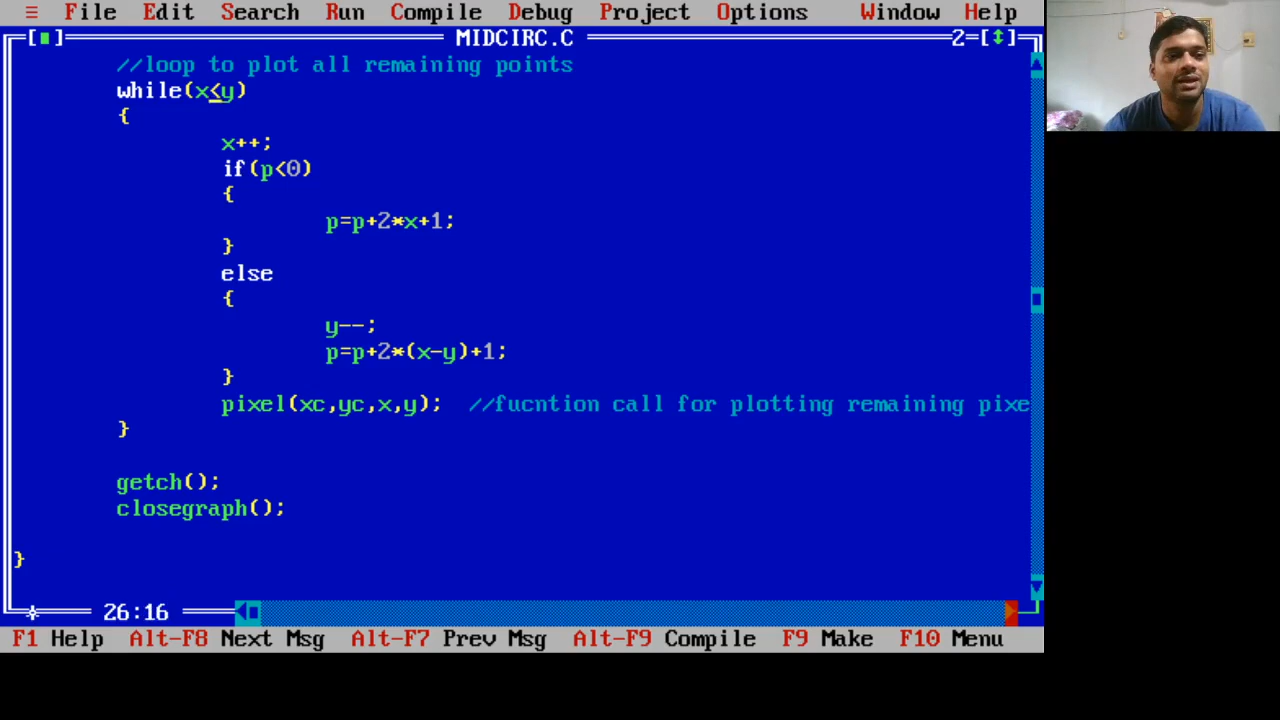 ≡ File Edit Search Run Compile Debug Project Options Window Help
[■] MIDCIRC.C 2=[↕]
//loop to plot all remaining points
while(x<y)
{
x++;
if(p<0)
{
p=p+2*x+1;
}
else
{
y--;
p=p+2*(x-y)+1;
}
pixel(xc,yc,x,y); //fucntion call for plotting remaining pixe
}
getch();
closegraph();
}
26:16
F1 Help Alt-F8 Next Msg Alt-F7 Prev Msg Alt-F9 Compile F9 Make F10 Menu